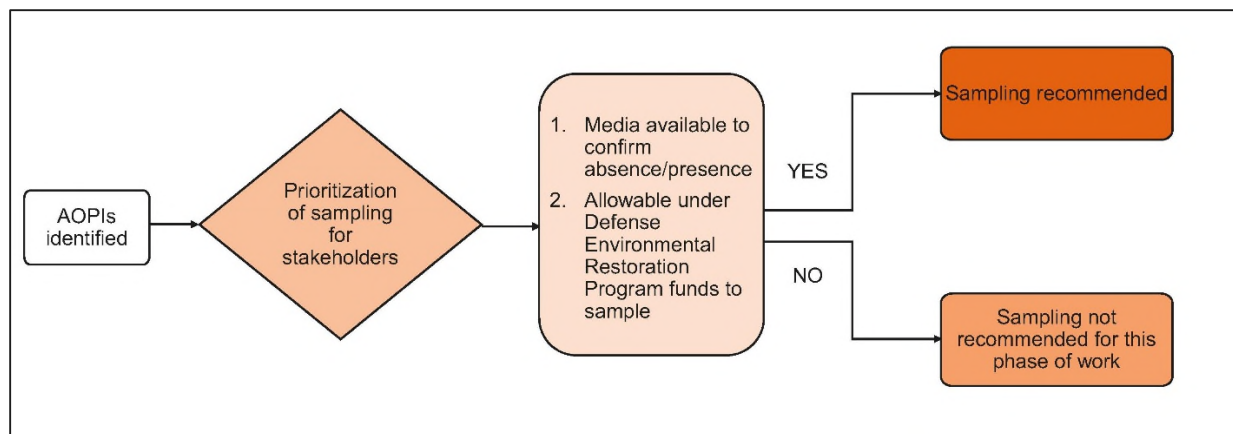 AOPIs
identified
Prioritization
of sampling
for
stakeholders
1. Media available to
confirm
absence/presence
2. Allowable under
Defense
Environmental
Restoration
Program funds to
sample
YES
NO
Sampling recommended
Sampling not
recommended for this
phase of work